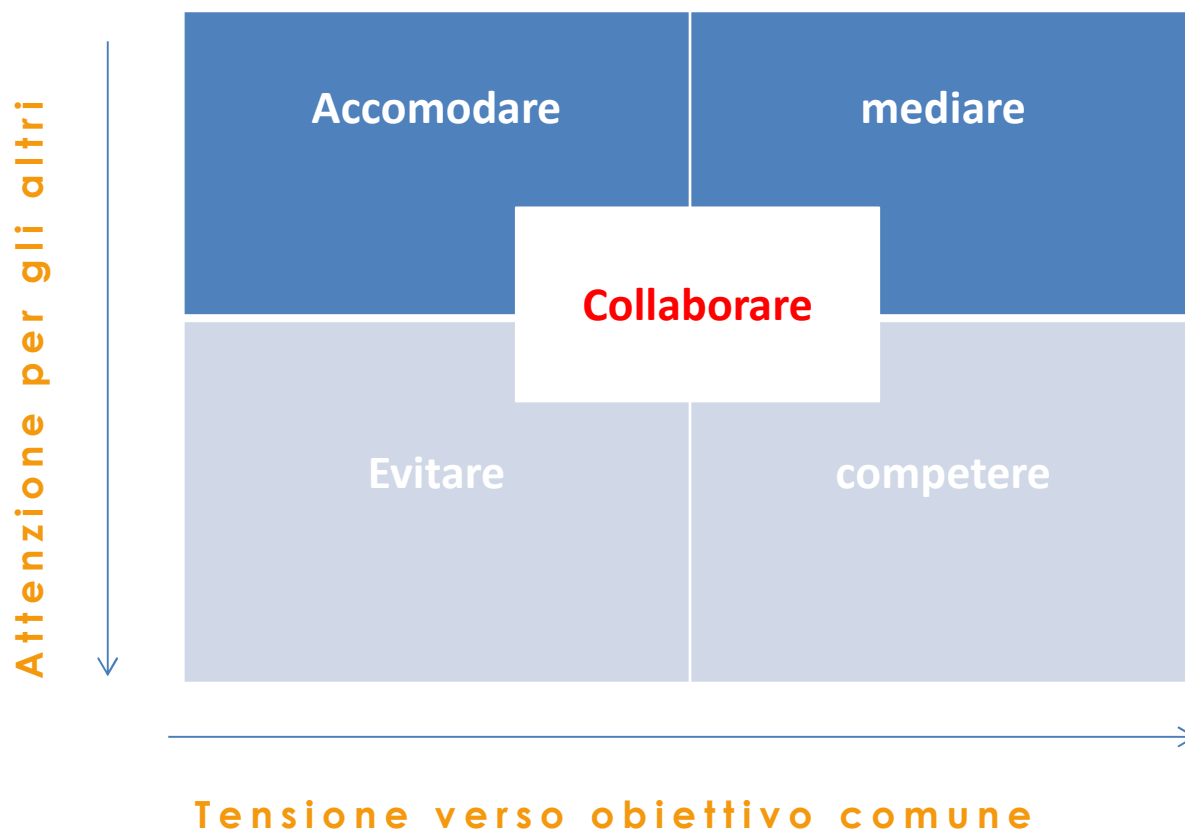 Attenzione per gli altri
Accomodare
mediare
Collaborare
Evitare
competere
Tensione verso obiettivo comune